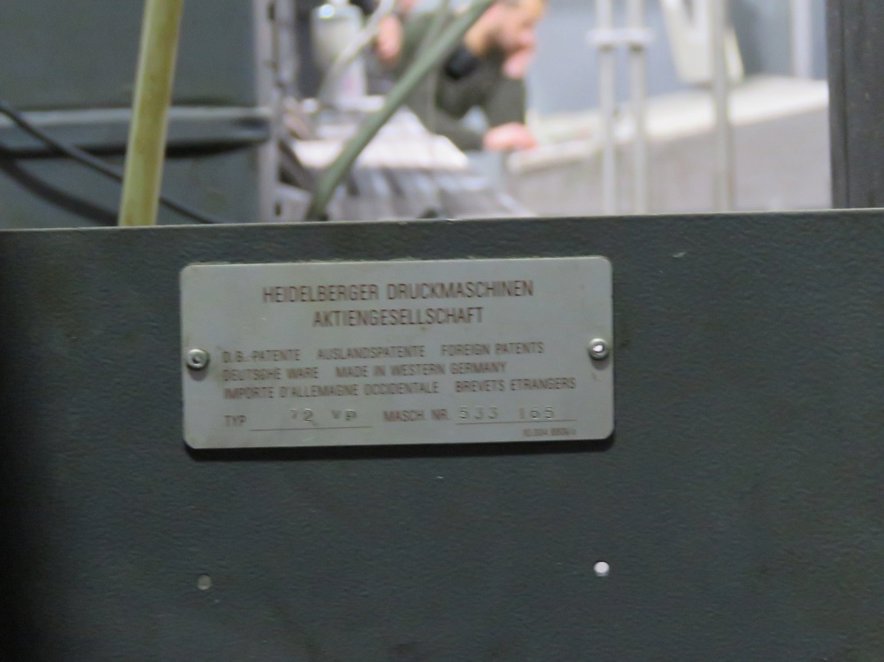 HEIDELBERGER DRUCKMASCHINEN
AKTIENGESELLSCHAFT
D.B.-PATENTE AUSLANDSPATENTE FOREIGN PATENTS
DEUTSCHE WARE MADE IN WESTERN GERMANY
IMPORTE D'ALLEMAGNE OCCIDENTALE BREVETS ETRANGERS
TYP 72 VP MASCH. NR. 533 165